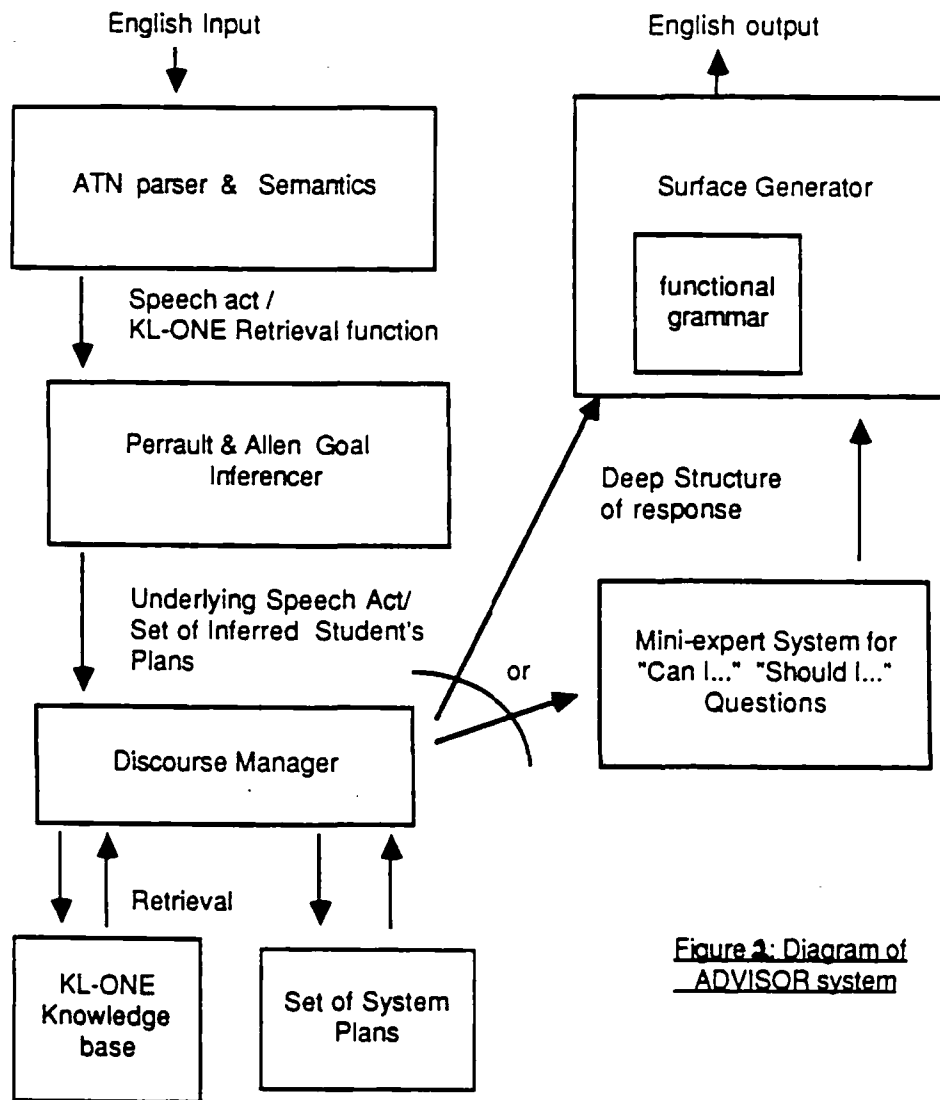 English Input
English output
ATN parser & Semantics
Surface Generator
functional
grammar
Speech act /
KL-ONE Retrieval function
Perrault & Allen Goal
Inferencer
Deep Structure
of response
Underlying Speech Act/
Set of Inferred Student's
Plans
or
Mini-expert System for
"Can I..." "Should I..."
Questions
Discourse Manager
Retrieval
KL-ONE
Knowledge
base
Set of System
Plans
Figure 2: Diagram of
ADVISOR system